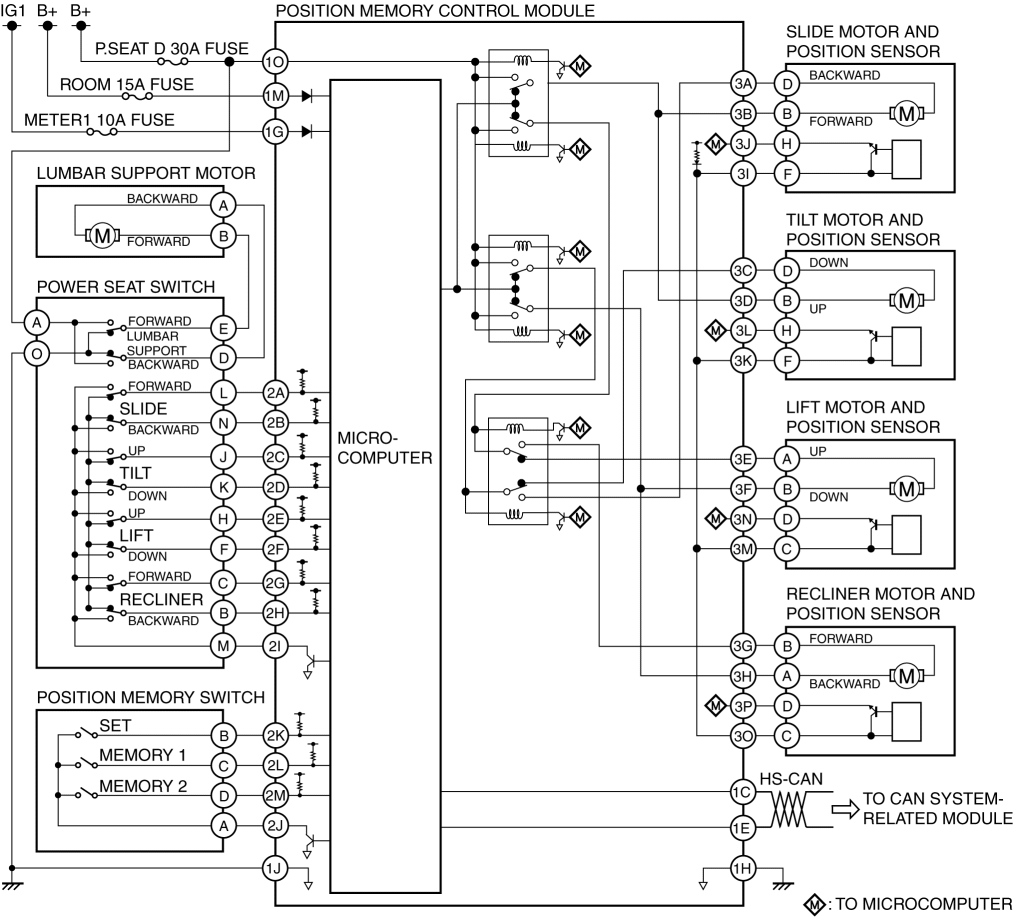 POSITION MEMORY CONTROL MODULE
IG1 B+ B+
P.SEAT D 30A FUSE
1O
ROOM 15A FUSE
1M
METER1 10A FUSE
1G
LUMBAR SUPPORT MOTOR
BACKWARD A
M
FORWARD B
POWER SEAT SWITCH
A FORWARD E
LUMBAR
O SUPPORT D
BACKWARD
FORWARD L 2A
SLIDE N 2B
BACKWARD
UP J 2C
TILT K 2D
DOWN
UP H 2E
LIFT F 2F
DOWN
FORWARD C 2G
RECLINER B 2H
BACKWARD
M 2I
POSITION MEMORY SWITCH
SET B 2K
MEMORY 1 C 2L
MEMORY 2 D 2M
A 2J
1J
MICRO-
COMPUTER
M
M
M
M
M
M
SLIDE MOTOR AND
POSITION SENSOR
3A D BACKWARD
3B B FORWARD M
M 3J H
3I F
TILT MOTOR AND
POSITION SENSOR
3C D DOWN
3D B UP M
M 3L H
3K F
LIFT MOTOR AND
POSITION SENSOR
3E A UP
3F B DOWN M
M 3N D
3M C
RECLINER MOTOR AND
POSITION SENSOR
3G B FORWARD
3H A BACKWARD M
M 3P D
3O C
HS-CAN
1C
1E
TO CAN SYSTEM-
RELATED MODULE
1H
M : TO MICROCOMPUTER